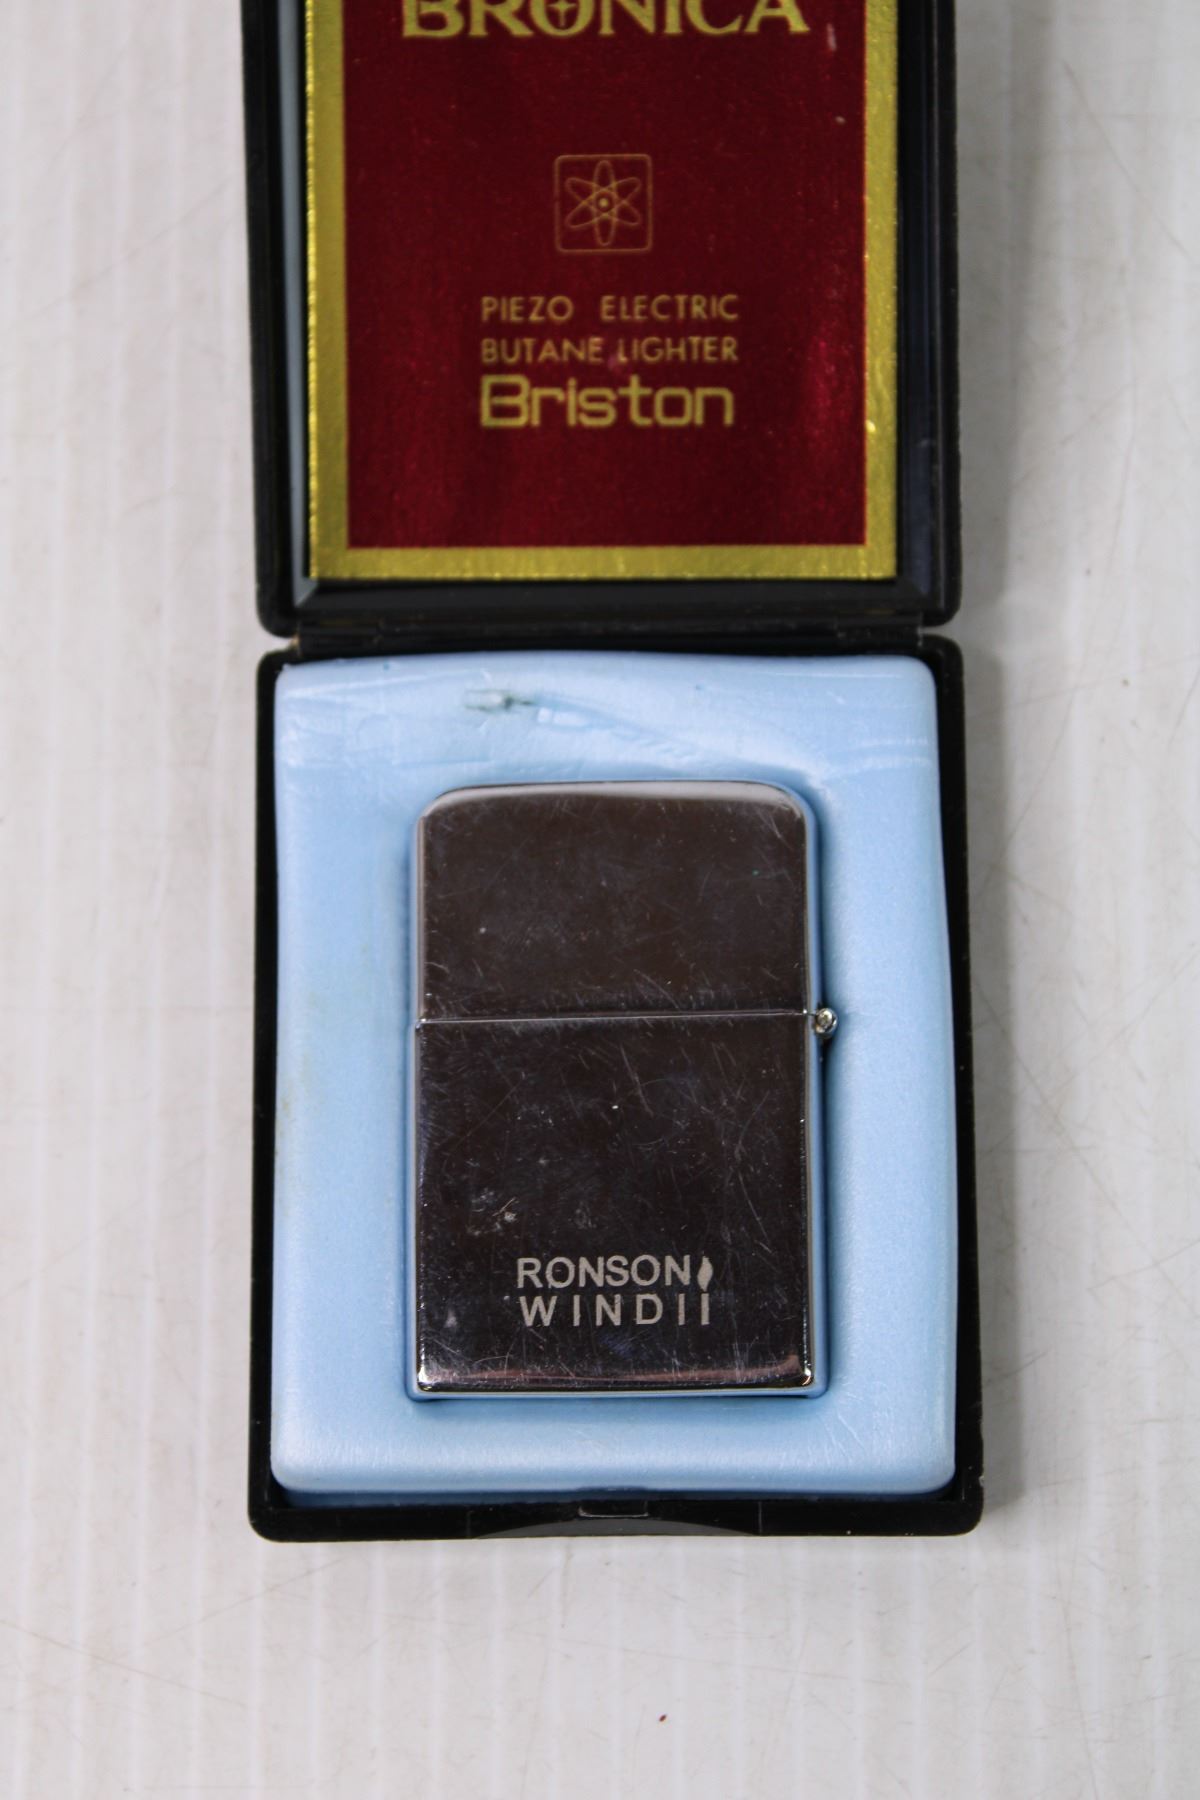 BRONICA
PIEZO ELECTRIC
BUTANE LIGHTER
Briston
RONSON
WINDII